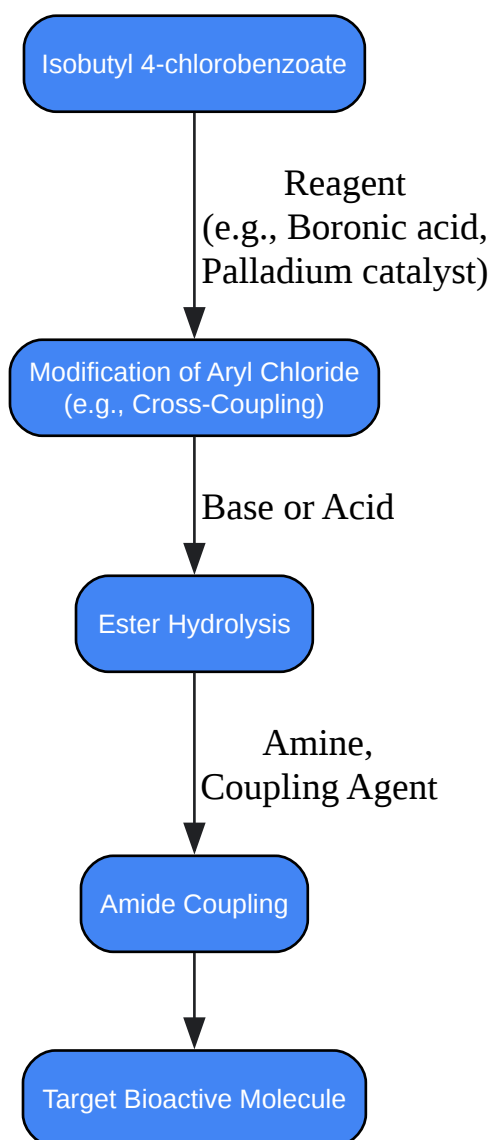 Isobutyl 4-chlorobenzoate
Reagent
(e.g., Boronic acid,
Palladium catalyst)
Modification of Aryl Chloride
(e.g., Cross-Coupling)
Base or Acid
Ester Hydrolysis
Amine,
Coupling Agent
Amide Coupling
Target Bioactive Molecule